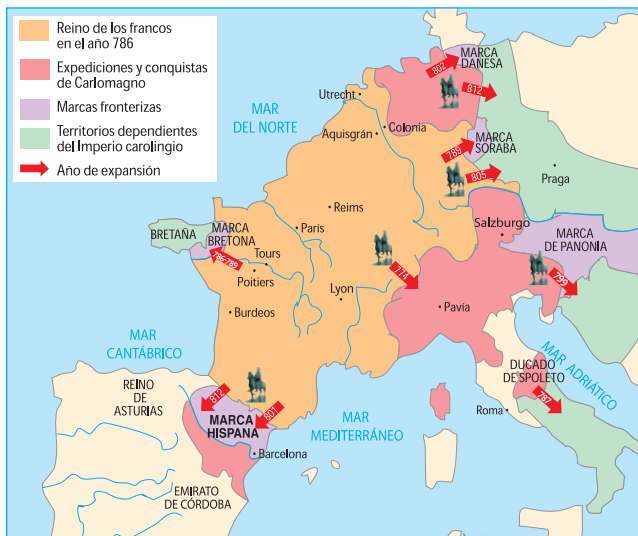 Reino de los francos
en el año 786
Expediciones y conquistas
de Carlomagno
Marcas fronterizas
Territorios dependientes
del Imperio carolingio
Año de expansión
MAR
DEL NORTE
MARCA
DANESA
802
812
Utrecht
Colonia
Aquisgrán
MARCA
SORABA
789
805
Praga
Reims
París
Salzburgo
MARCA
DE PANONIA
BRETAÑA
MARCA
BRETONA
786-789
Tours
Poitiers
774
799
Lyon
Pavía
Burdeos
MAR
CANTÁBRICO
MAR ADRIÁTICO
DUCADO
DE SPOLETO
787
REINO
DE ASTURIAS
812
801
MARCA
HISPANA
MAR
MEDITERRÁNEO
Roma
Barcelona
EMIRATO
DE CÓRDOBA